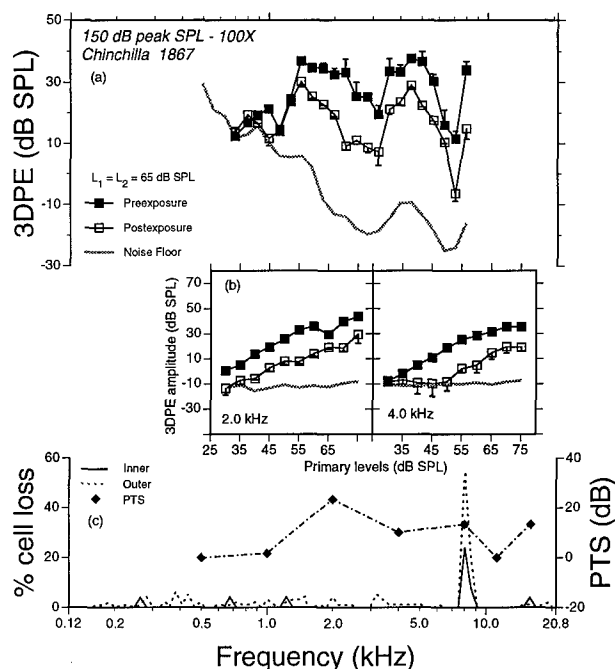 150 dB peak SPL - 100X
Chinchilla 1867
(a)
3DPE (dB SPL)
50
30
10
-10
-30
L1 = L2 = 65 dB SPL
Preexposure
Postexposure
Noise Floor
(b)
3DPE amplitude (dB SPL)
70
50
30
10
-10
-30
-50
2.0 kHz
4.0 kHz
25 35 45 55 65 35 45 55 65 75
Primary levels (dB SPL)
Inner
Outer
PTS
(c)
% cell loss
60
40
20
0
PTS (dB)
40
20
0
-20
0.12 0.2 0.5 1.0 2.0 5.0 10.0 20.8
Frequency (kHz)